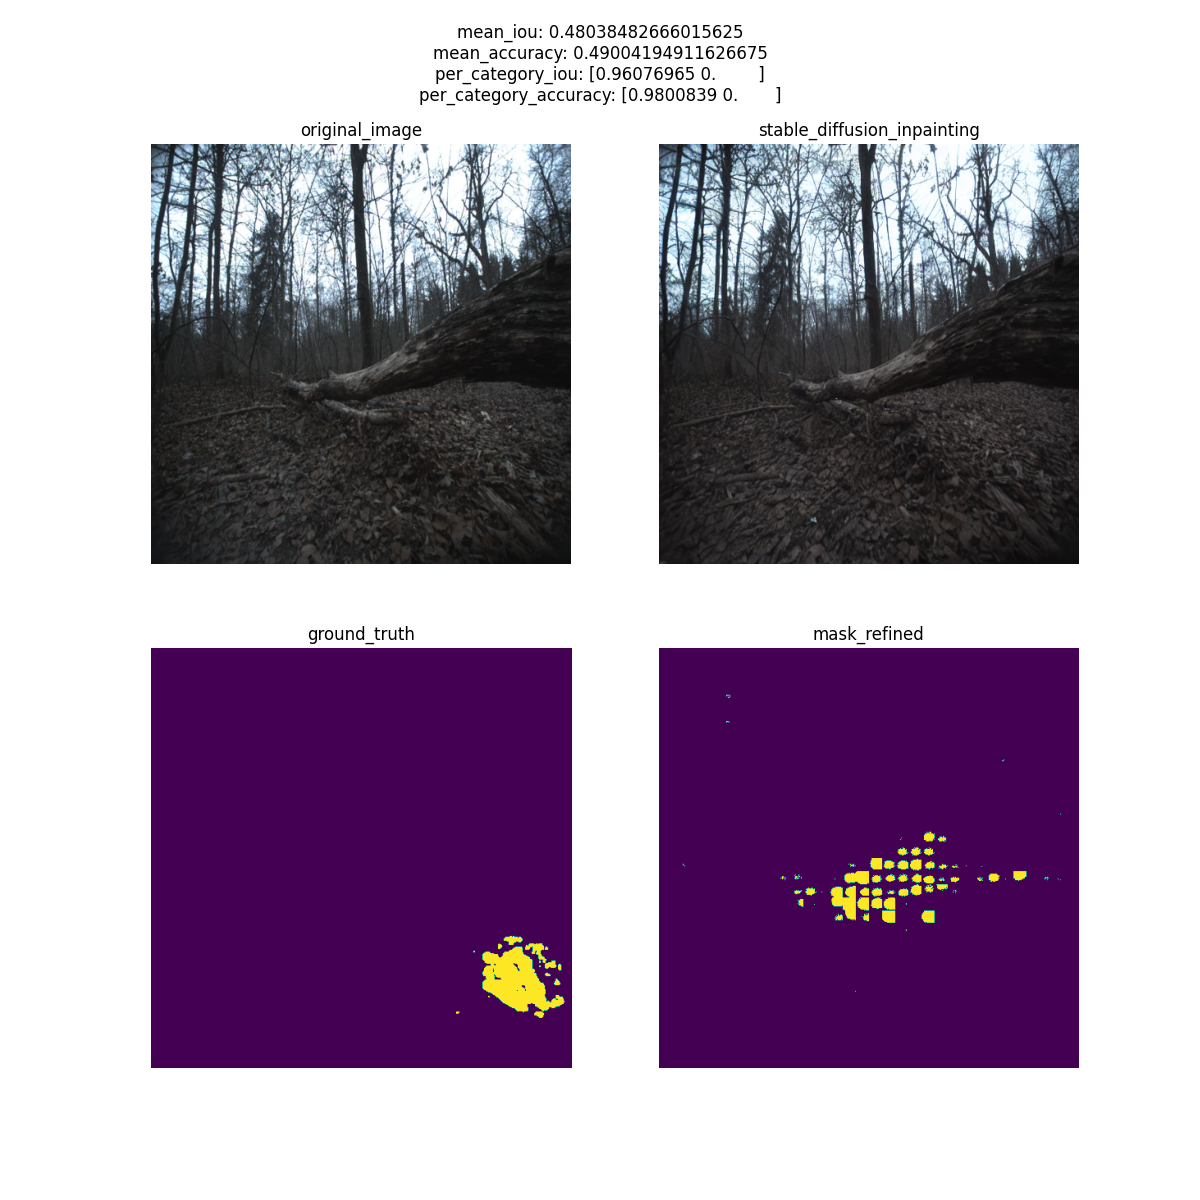 mean_iou: 0.48038482666015625
mean_accuracy: 0.49004194911626675
per_category_iou: [0.96076965 0.        ]
per_category_accuracy: [0.9800839 0.       ]
original_image
stable_diffusion_inpainting
ground_truth
mask_refined